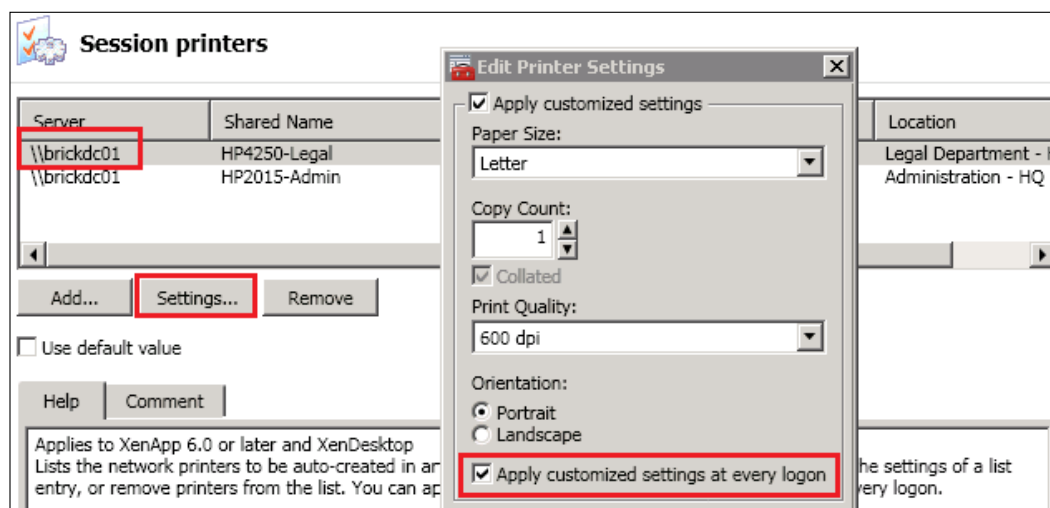 Session printers
Server Shared Name Location
\\brickdc01 HP4250-Legal Legal Department -
\\brickdc01 HP2015-Admin Administration - HQ
Add... Settings... Remove
Use default value
Help Comment
Applies to XenApp 6.0 or later and XenDesktop
Lists the network printers to be auto-created in
entry, or remove printers from the list. You can
he settings of a list
very logon.
Edit Printer Settings
Apply customized settings
Paper Size:
Letter
Copy Count:
1
Collated
Print Quality:
600 dpi
Orientation:
Portrait
Landscape
Apply customized settings at every logon